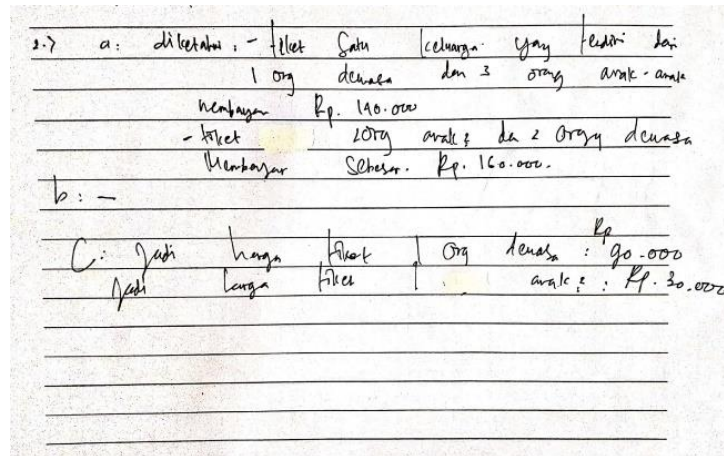 2.) a: diketahui : - tiket satu keluarga yang terdiri dari
1 org dewasa dan 3 orang anak-anak
membayar Rp. 140.000
- tiket 2 org anak2 dan 2 orgg dewasa
Membayar Sebesar. Rp. 160.000.
b : -
C: Jadi harga tiket 1 org dewasa : Rp 90.000
Jadi harga tiket 1 anak2 : Rp. 30.000